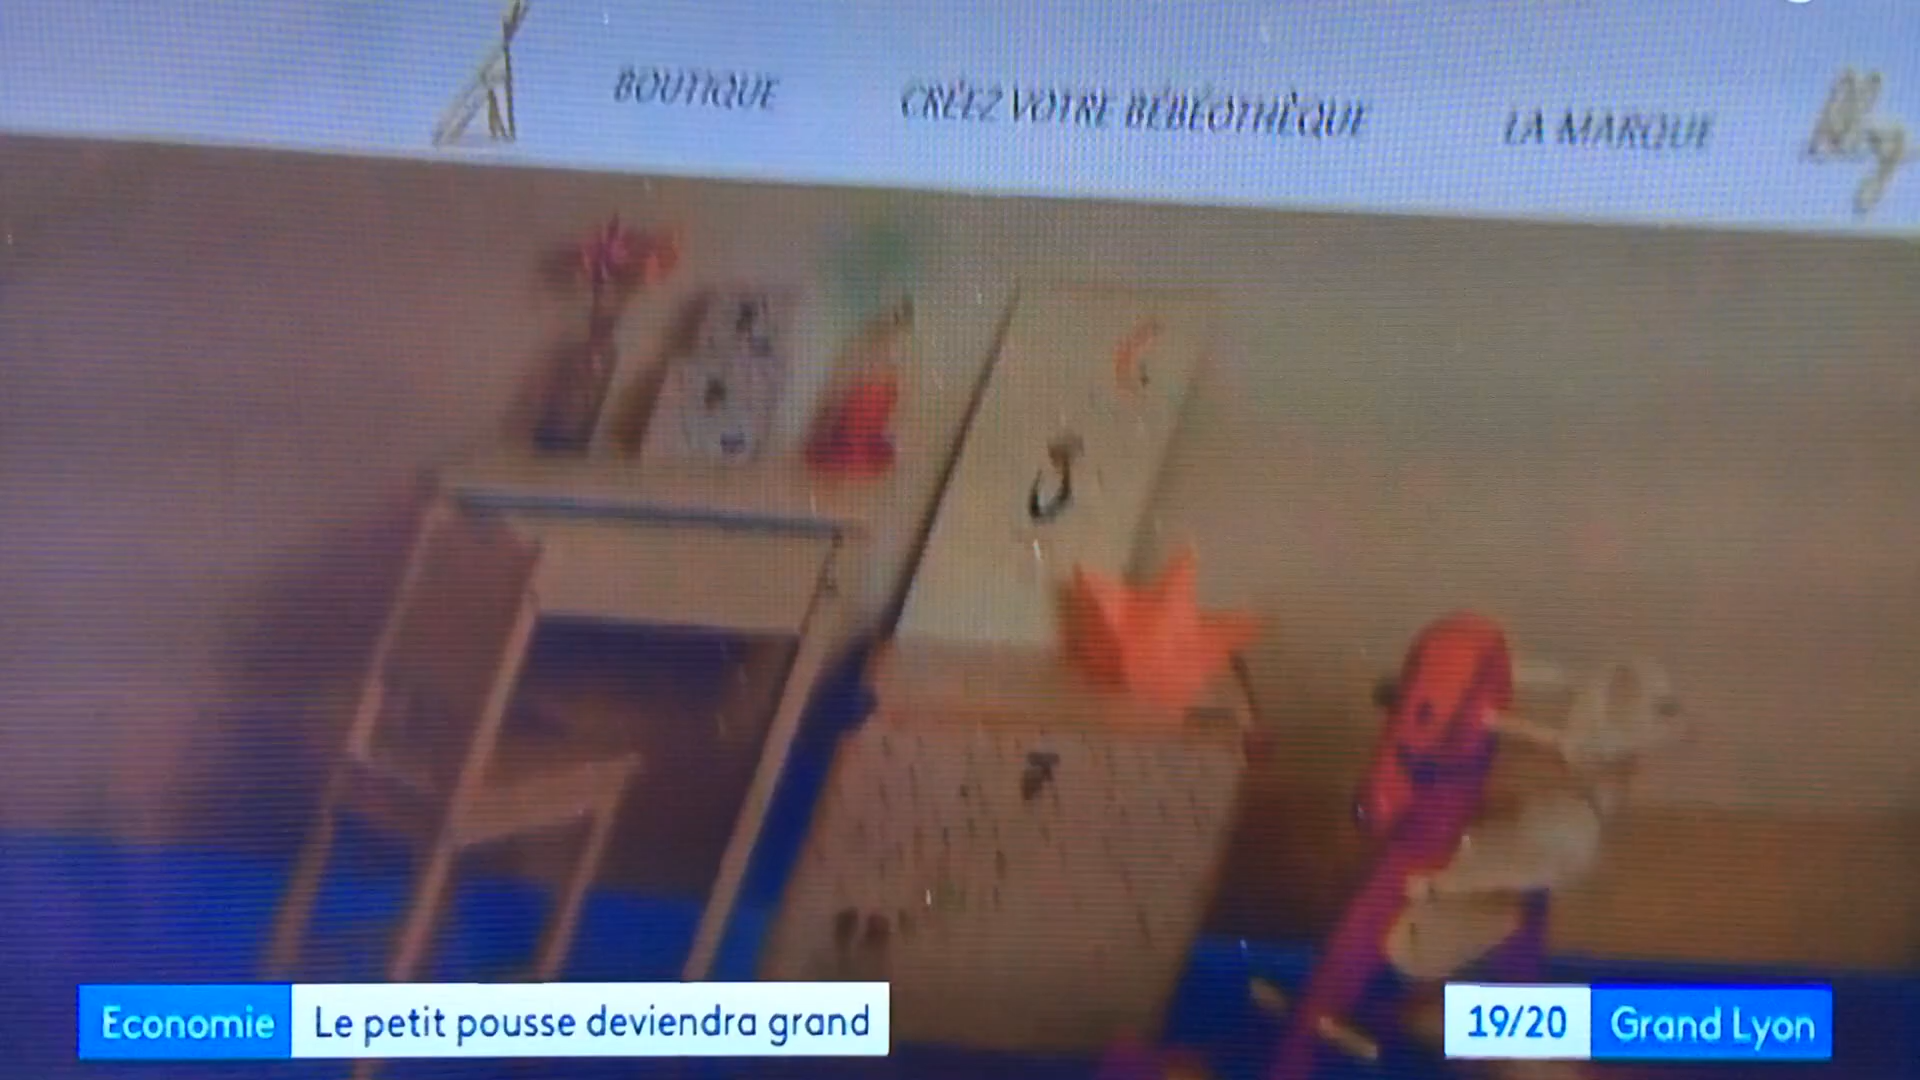 BOUTIQUE CRÉEZ VOTRE BÉBÉOTHÈQUE LA MARQUE
Economie Le petit pousse deviendra grand
19/20 Grand Lyon